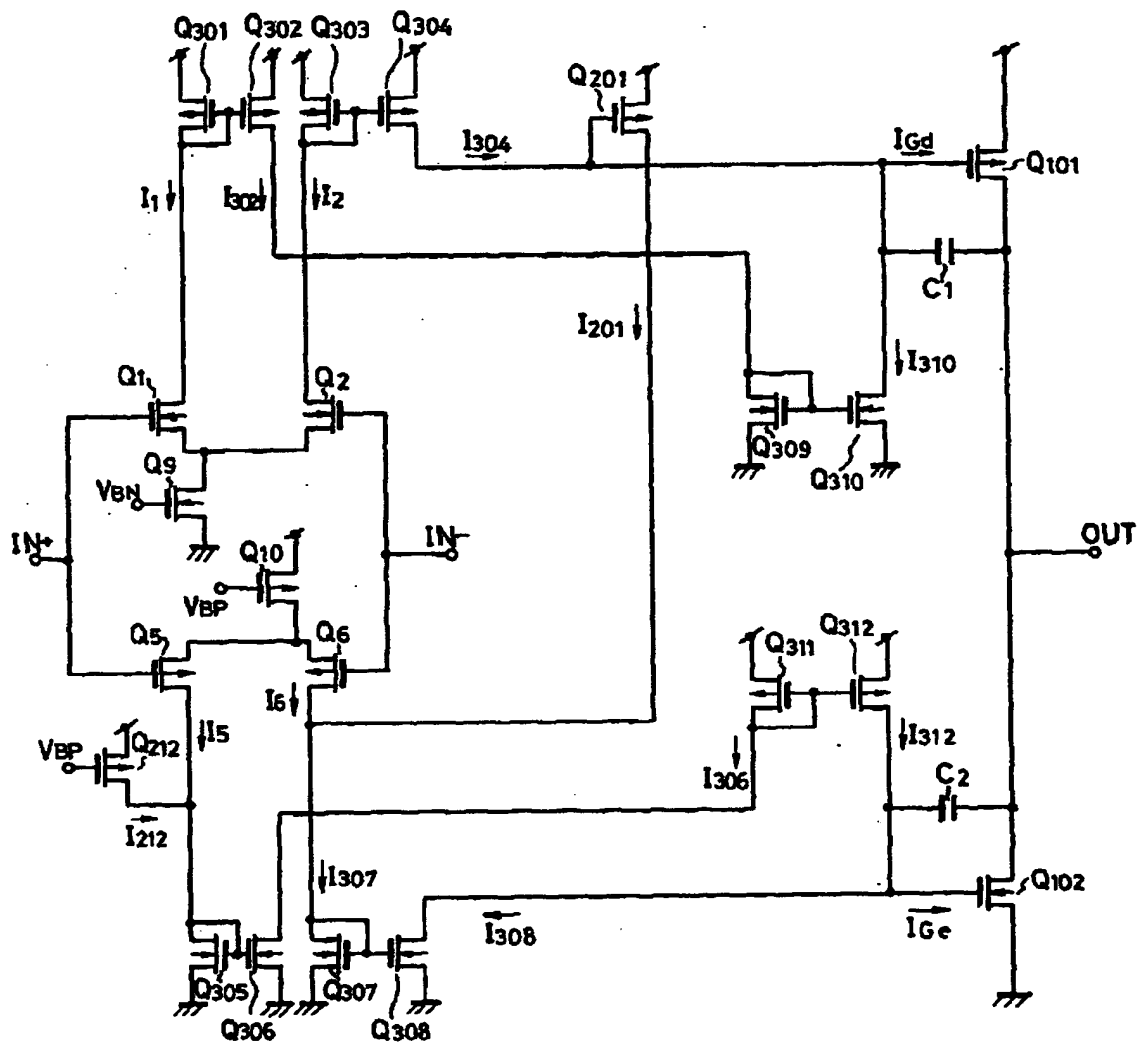 Q301
Q302
Q303
Q304
Q201
I304
IGd
Q101
I1
I302
I2
C1
I201
I310
Q1
Q2
Q309
Q310
Q9
VBN
IN+
IN-
OUT
Q10
VBP
Q5
Q6
Q311
Q312
I6
I5
VBP
Q212
I312
I306
C2
I212
I307
Q102
I308
IGe
Q305
Q307
Q306
Q308